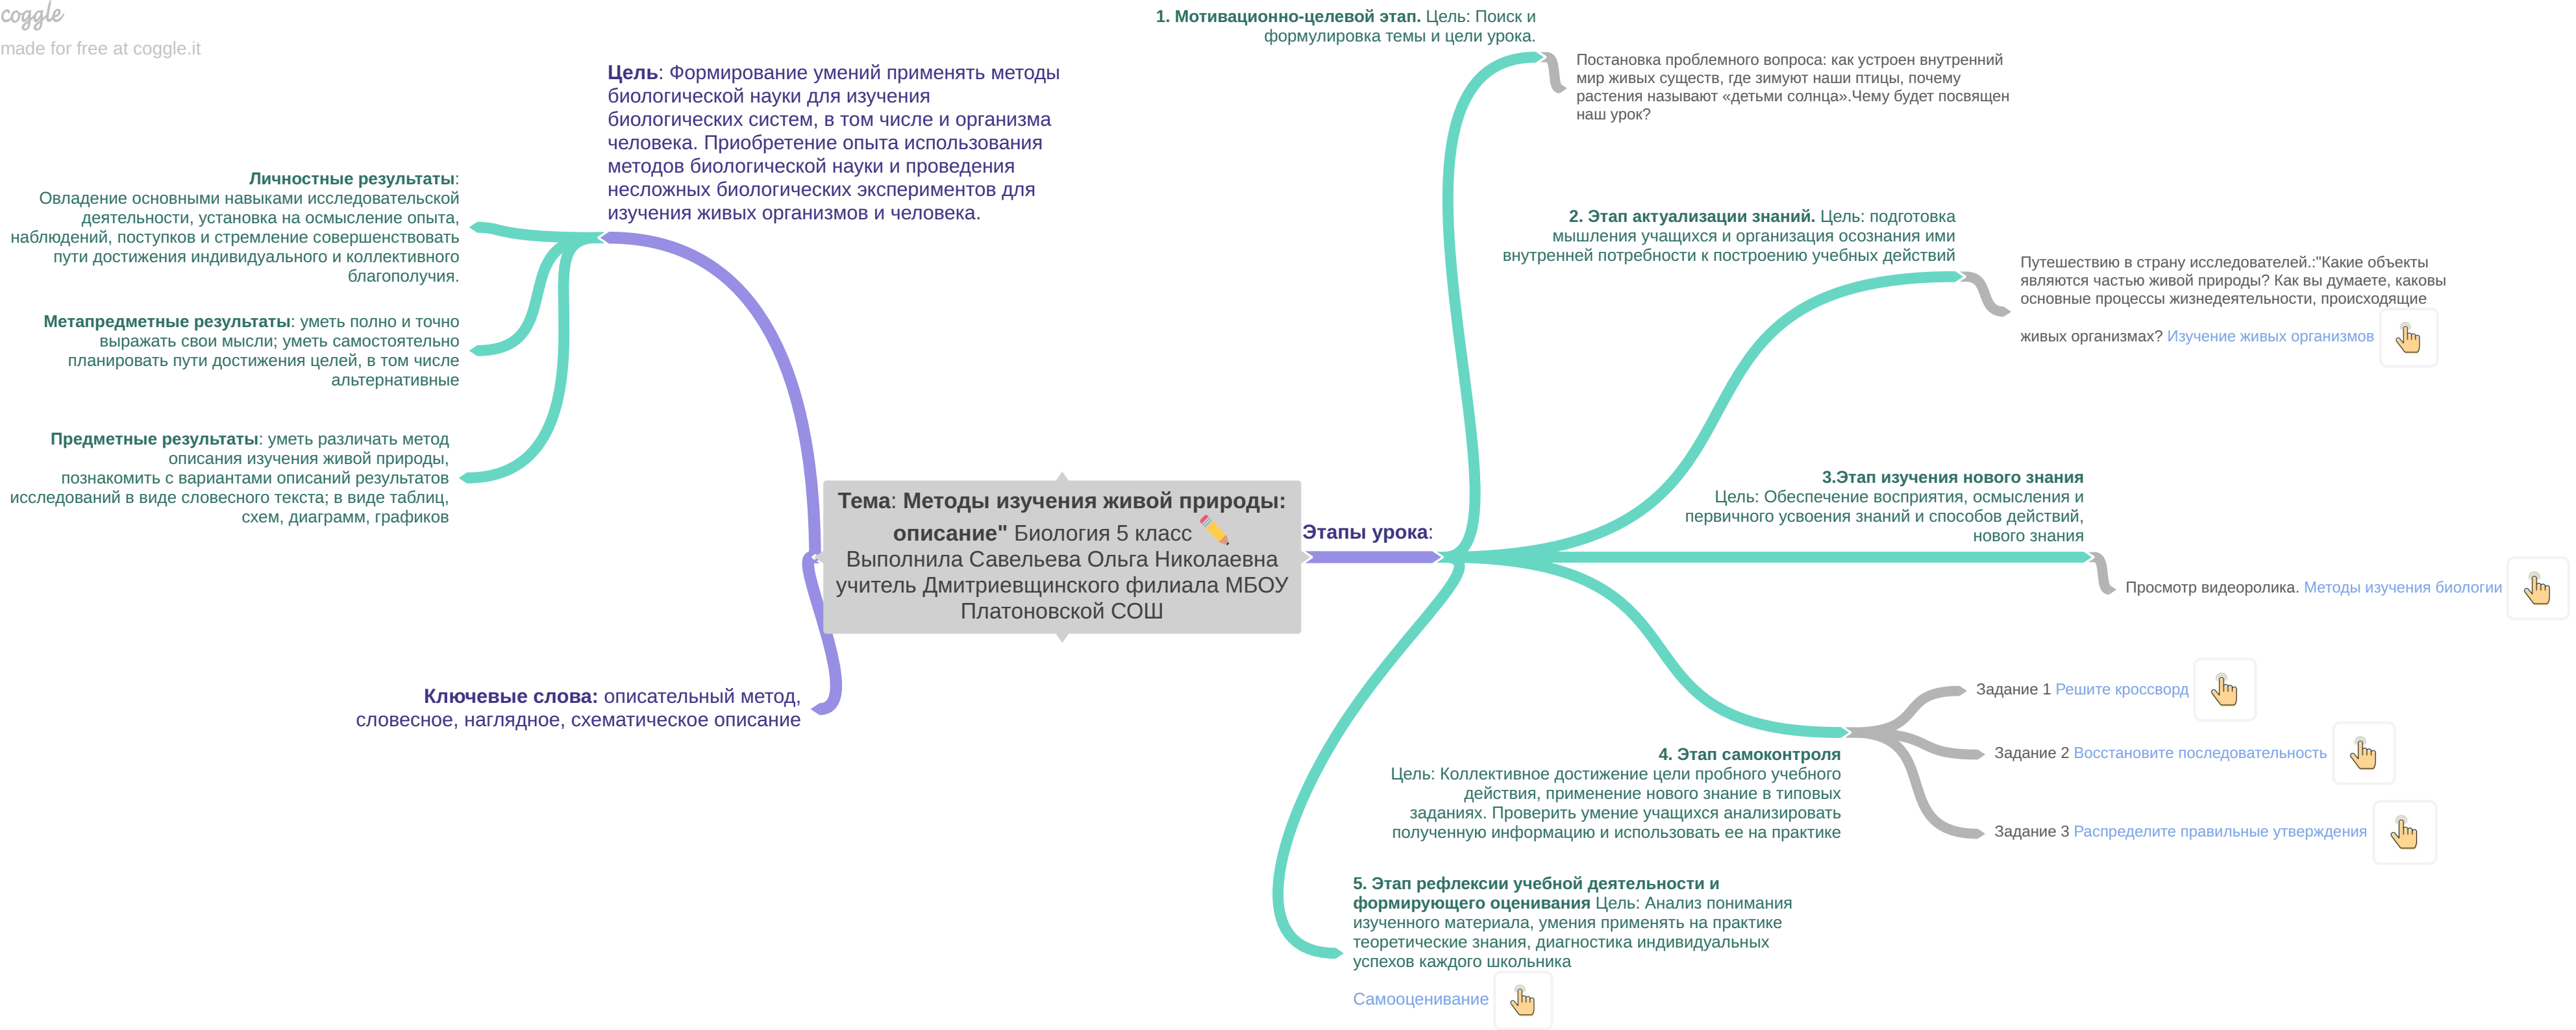 coggle
made for free at coggle.it
Цель: Формирование умений применять методы
биологической науки для изучения
биологических систем, в том числе и организма
человека. Приобретение опыта использования
методов биологической науки и проведения
несложных биологических экспериментов для
изучения живых организмов и человека.
Личностные результаты:
Овладение основными навыками исследовательской
деятельности, установка на осмысление опыта,
наблюдений, поступков и стремление совершенствовать
пути достижения индивидуального и коллективного
благополучия.
Метапредметные результаты: уметь полно и точно
выражать свои мысли; уметь самостоятельно
планировать пути достижения целей, в том числе
альтернативные
Предметные результаты: уметь различать метод
описания изучения живой природы,
познакомить с вариантами описаний результатов
исследований в виде словесного текста; в виде таблиц,
схем, диаграмм, графиков
Ключевые слова: описательный метод,
словесное, наглядное, схематическое описание
Тема: Методы изучения живой природы:
описание" Биология 5 класс
Выполнила Савельева Ольга Николаевна
учитель Дмитриевщинского филиала МБОУ
Платоновской СОШ
Этапы урока:
1. Мотивационно-целевой этап. Цель: Поиск и
формулировка темы и цели урока.
Постановка проблемного вопроса: как устроен внутренний
мир живых существ, где зимуют наши птицы, почему
растения называют «детьми солнца».Чему будет посвящен
наш урок?
2. Этап актуализации знаний. Цель: подготовка
мышления учащихся и организация осознания ими
внутренней потребности к построению учебных действий
Путешествию в страну исследователей.:"Какие объекты
являются частью живой природы? Как вы думаете, каковы
основные процессы жизнедеятельности, происходящие
живых организмах? Изучение живых организмов
3.Этап изучения нового знания
Цель: Обеспечение восприятия, осмысления и
первичного усвоения знаний и способов действий,
нового знания
Просмотр видеоролика. Методы изучения биологии
4. Этап самоконтроля
Цель: Коллективное достижение цели пробного учебного
действия, применение нового знание в типовых
заданиях. Проверить умение учащихся анализировать
полученную информацию и использовать ее на практике
Задание 1 Решите кроссворд
Задание 2 Восстановите последовательность
Задание 3 Распределите правильные утверждения
5. Этап рефлексии учебной деятельности и
формирующего оценивания Цель: Анализ понимания
изученного материала, умения применять на практике
теоретические знания, диагностика индивидуальных
успехов каждого школьника
Самооценивание